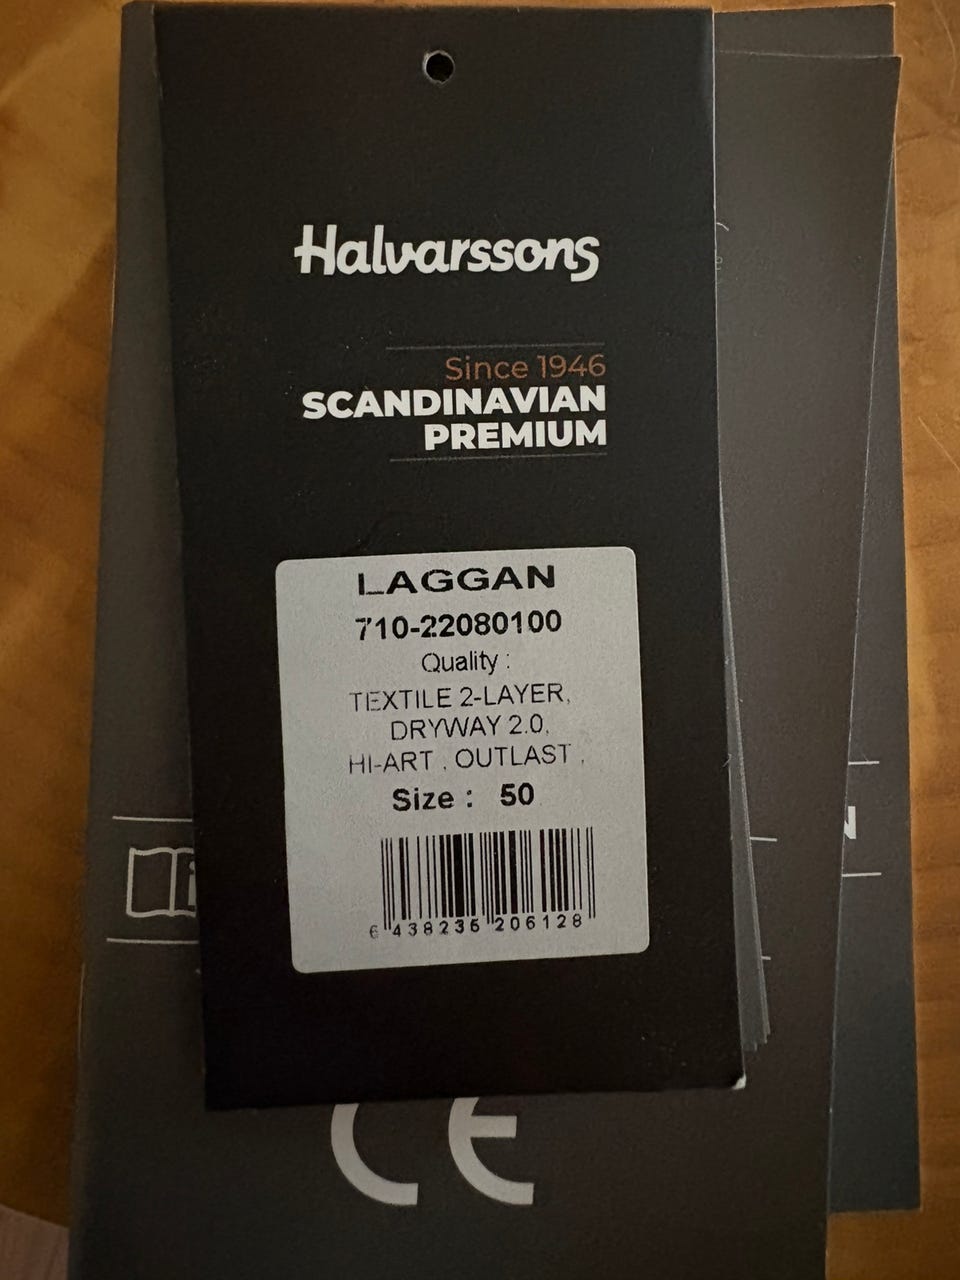 Halvarssons
Since 1946
SCANDINAVIAN
PREMIUM
LAGGAN
710-22080100
Quality :
TEXTILE 2-LAYER,
DRYWAY 2.0,
HI-ART , OUTLAST ,
Size : 50
6 438235 206128
N
CE